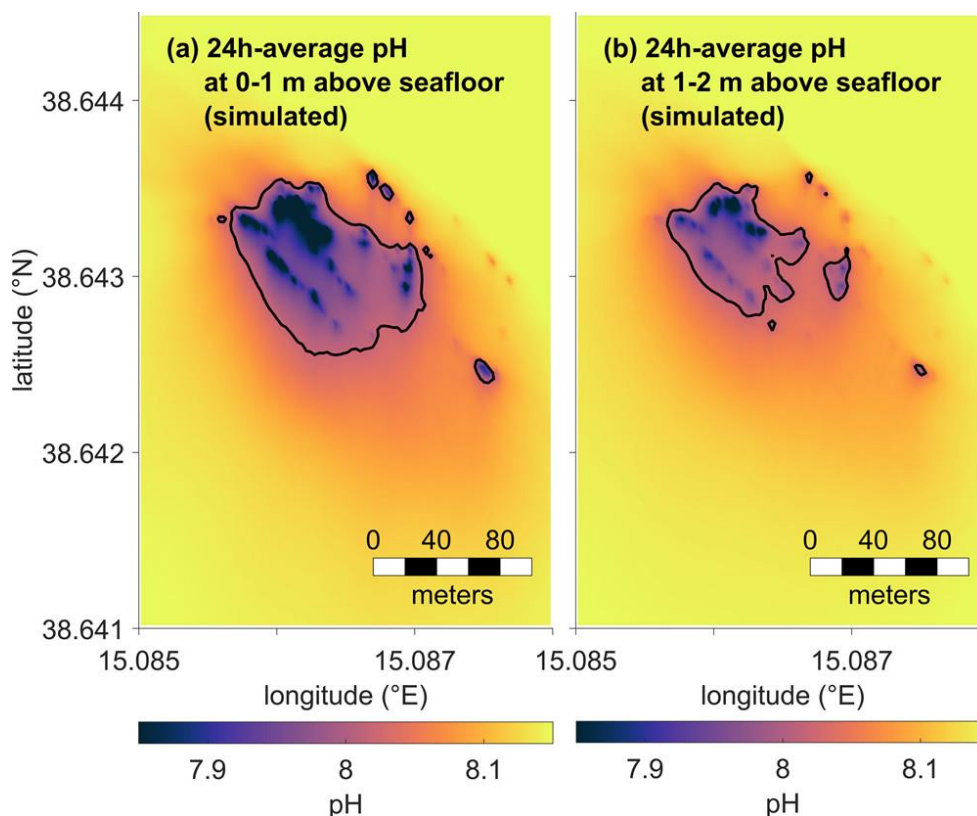 (a) 24h-average pH
at 0-1 m above seafloor
(simulated)
(b) 24h-average pH
at 1-2 m above seafloor
(simulated)
latitude (°N)
38.644
38.643
38.642
38.641
0 40 80
meters
0 40 80
meters
15.085 15.087
15.085 15.087
longitude (°E)
longitude (°E)
7.9 8 8.1
7.9 8 8.1
pH
pH